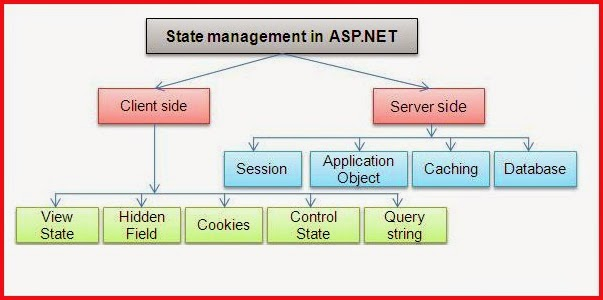 State management in ASP.NET
Client side
Server side
Session
Application
Object
Caching
Database
View
State
Hidden
Field
Cookies
Control
State
Query
string